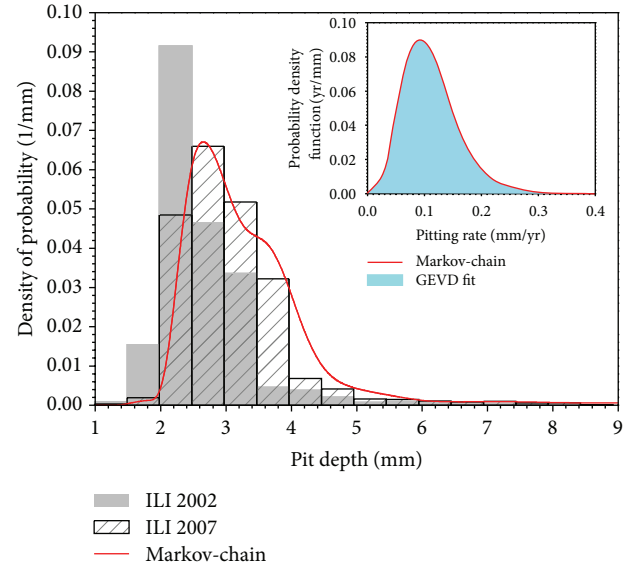 Density of probability (1/mm)
0.10
0.09
0.08
0.07
0.06
0.05
0.04
0.03
0.02
0.01
0.00
1 2 3 4 5 6 7 8 9
Pit depth (mm)
Probability density
function (yr/mm)
0.10
0.08
0.06
0.04
0.20
0.00
0.0 0.1 0.2 0.3 0.4
Pitting rate (mm/yr)
Markov-chain
GEVD fit
ILI 2002
ILI 2007
Markov-chain